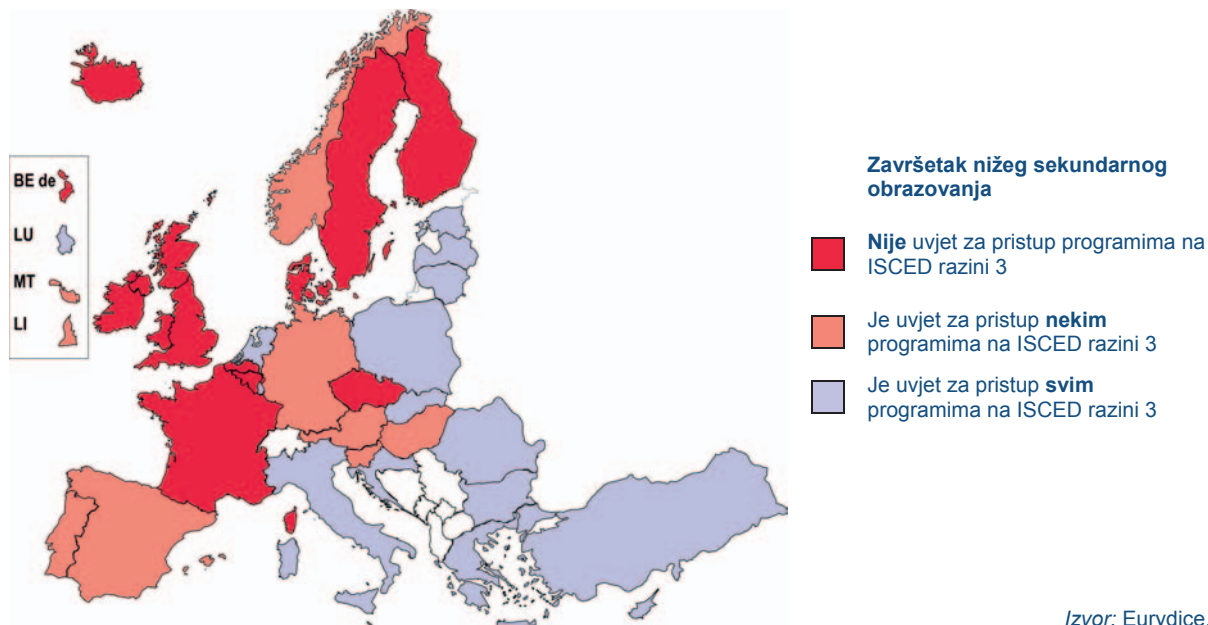 BE de
LU
MT
LI
Završetak nižeg sekundarnog
obrazovanja
Nije uvjet za pristup programima na
ISCED razini 3
Je uvjet za pristup nekim
programima na ISCED razini 3
Je uvjet za pristup svim
programima na ISCED razini 3
Izvor: Eurydice.